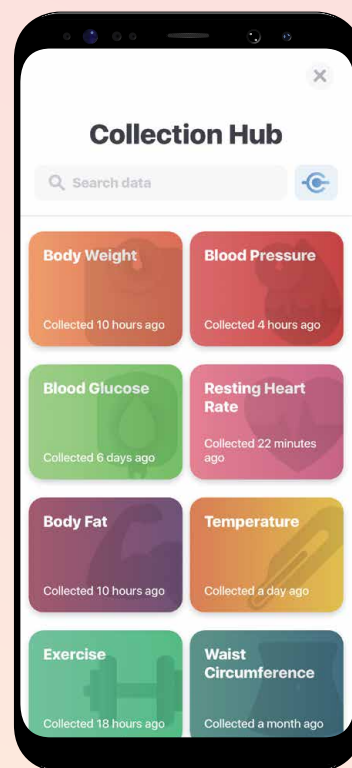 Collection Hub
Search data
Body Weight
Collected 10 hours ago
Blood Pressure
Collected 4 hours ago
Blood Glucose
Collected 6 days ago
Resting Heart
Rate
Collected 22 minutes
ago
Body Fat
Collected 10 hours ago
Temperature
Collected a day ago
Exercise
Collected 18 hours ago
Waist
Circumference
Collected a month ago